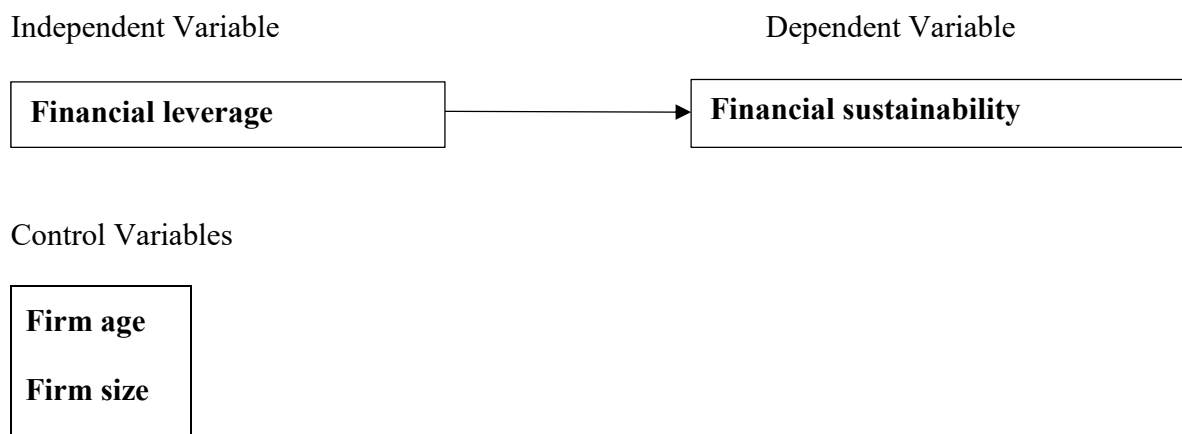 Independent Variable Dependent Variable
Financial leverage Financial sustainability
Control Variables
Firm age
Firm size